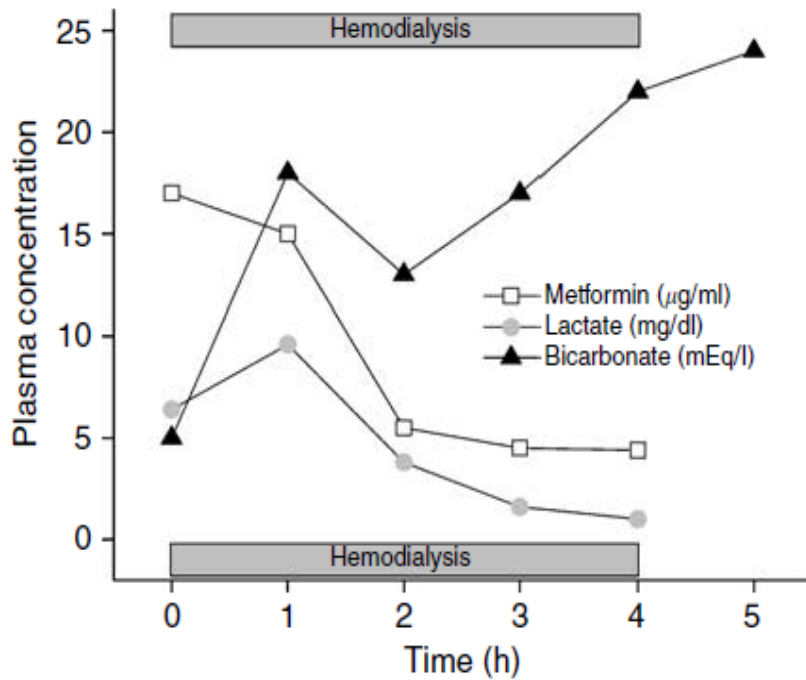 Hemodialysis
25
20
15
10
5
0
Plasma concentration
Metformin (μg/ml)
Lactate (mg/dl)
Bicarbonate (mEq/l)
Hemodialysis
0 1 2 3 4 5
Time (h)